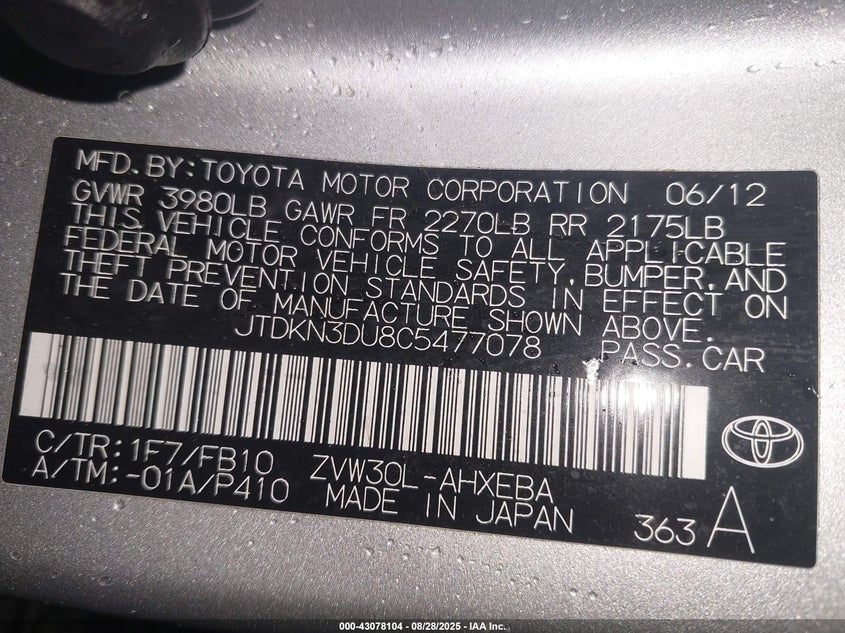 MFD. BY: TOYOTA MOTOR CORPORATION 06/12
GVWR 3980LB GAWR FR 2270LB RR 2175LB
THIS VEHICLE CONFORMS TO ALL APPLICABLE
FEDERAL MOTOR VEHICLE SAFETY, BUMPER, AND
THEFT PREVENTION STANDARDS IN EFFECT ON
THE DATE OF MANUFACTURE SHOWN ABOVE.
JTDKN3DU8C5477078 PASS. CAR
C/TR: 1F7/FB10 ZVW30L-AHXEBA
A/TM: -01A/P410 MADE IN JAPAN 363 A
000-43078104 - 08/28/2025 - IAA Inc.